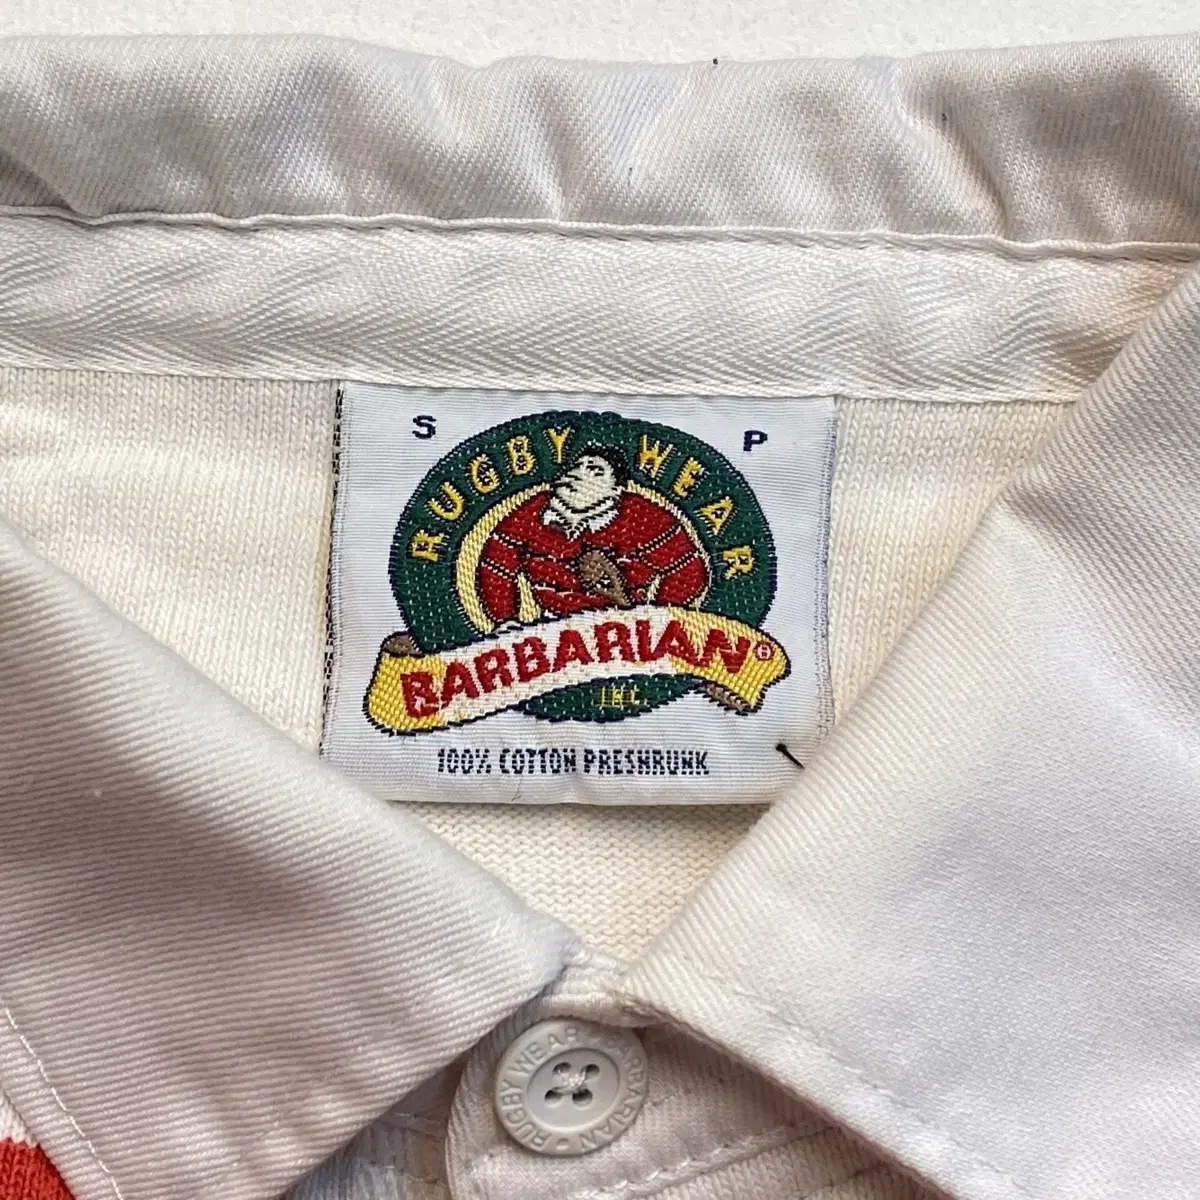 S P
RUGBY WEAR
BARBARIAN®
INC.
100% COTTON PRESHRUNK
RUGBY WEAR • BARBARIAN •